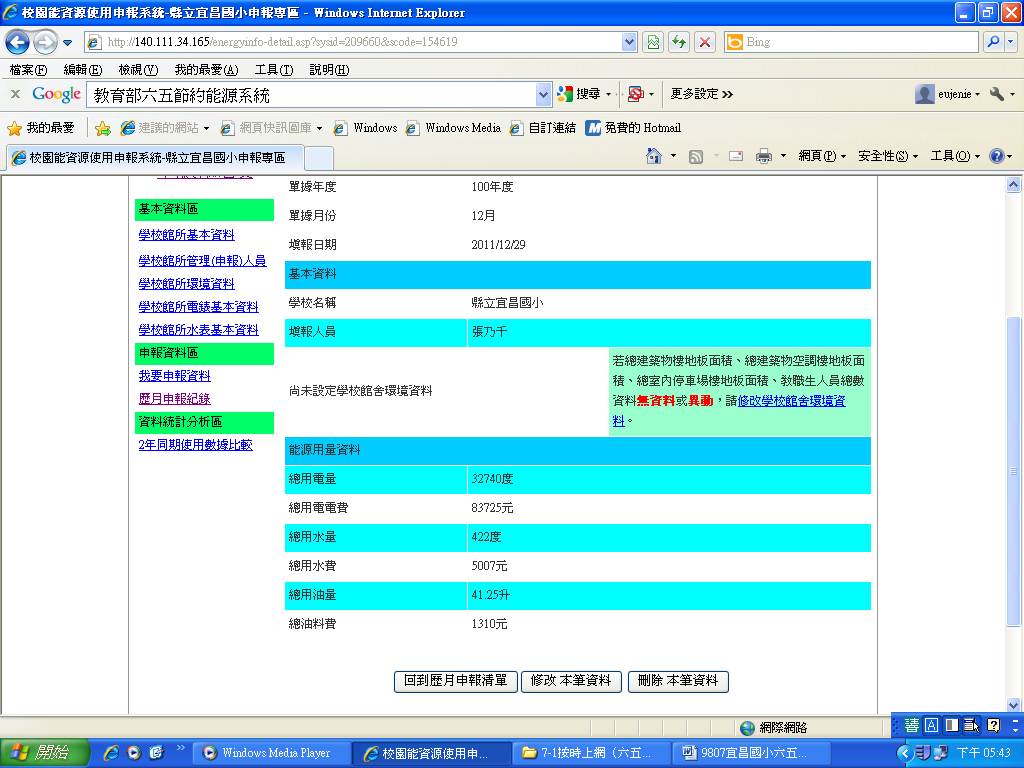 校園能資源使用申報系統-縣立宜昌國小申報專區 - Windows Internet Explorer
http://140.111.34.165/energyinfo-detail.asp?sysid=209660&scode=154619
Bing
檔案(F) 編輯(E) 檢視(V) 我的最愛(A) 工具(T) 說明(H)
x Google 教育部六五節約能源系統 搜尋 更多設定 >> eujenie
我的最愛 建議的網站 網頁快訊圖庫 Windows Windows Media 自訂連結 免費的 Hotmail
校園能資源使用申報系統-縣立宜昌國小申報專區
網頁(P) 安全性(S) 工具(O)
基本資料區
學校館所基本資料
學校館所管理(申報)人員
學校館所環境資料
學校館所電錶基本資料
學校館所水表基本資料
申報資料區
我要申報資料
歷月申報紀錄
資料統計分析區
2年同期使用數據比較
單據年度 100年度
單據月份 12月
填報日期 2011/12/29
基本資料
學校名稱 縣立宜昌國小
填報人員 張乃千
尚未設定學校館舍環境資料
若總建築物樓地板面積、總建築物空調樓地板面
積、總室內停車場樓地板面積、教職生人員總數
資料無資料或異動，請修改學校館舍環境資
料。
能源用量資料
總用電量 32740度
總用電電費 83725元
總用水量 422度
總用水費 5007元
總用油量 41.25升
總油料費 1310元
回到歷月申報清單 修改 本筆資料 刪除 本筆資料
網際網路
開始 Windows Media Player 校園能資源使用申... 7-1按時上網（六五... 9807宜昌國小六五... 下午 05:43